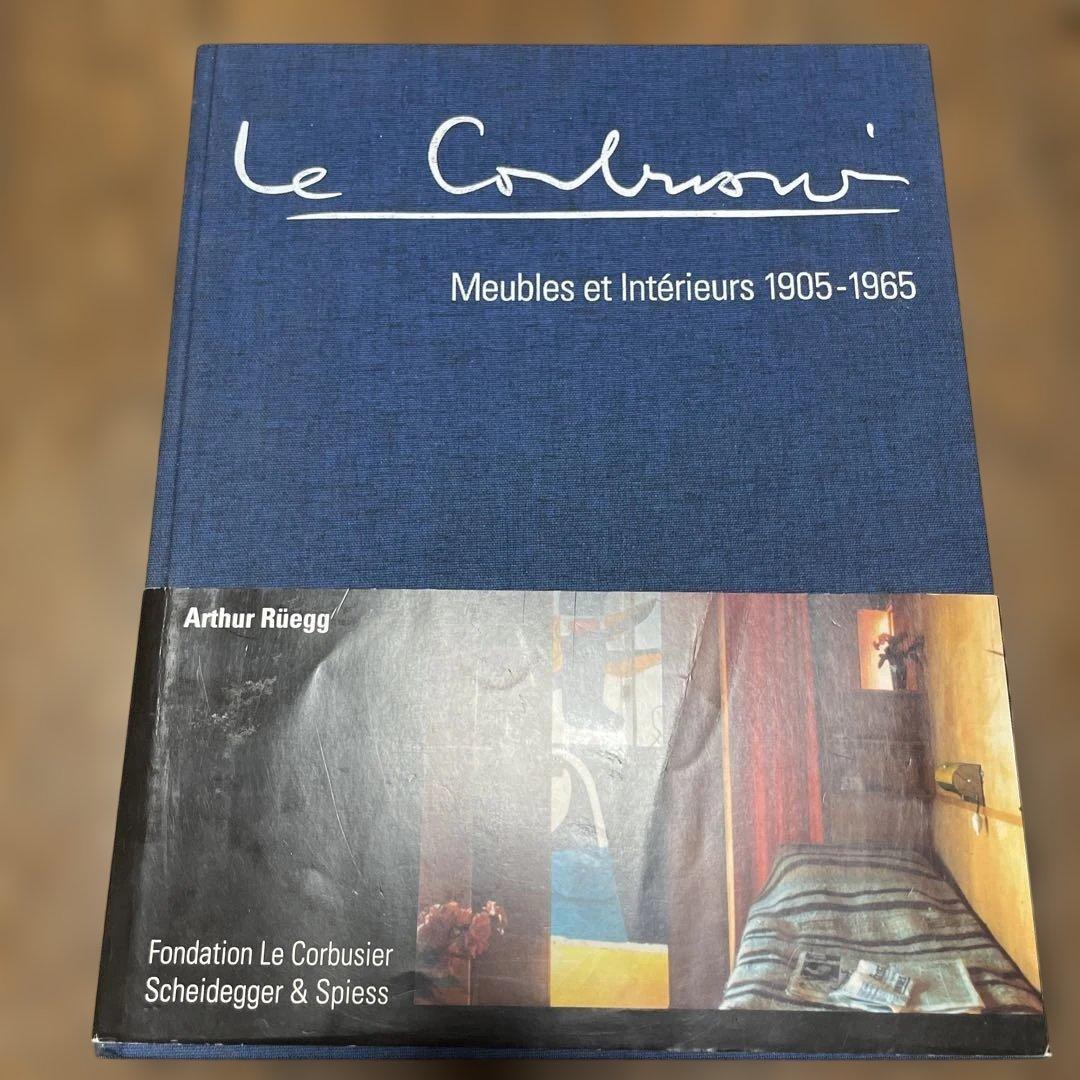 Le Corbusier
Meubles et Intérieurs 1905-1965
Arthur Rüegg
Fondation Le Corbusier
Scheidegger & Spiess